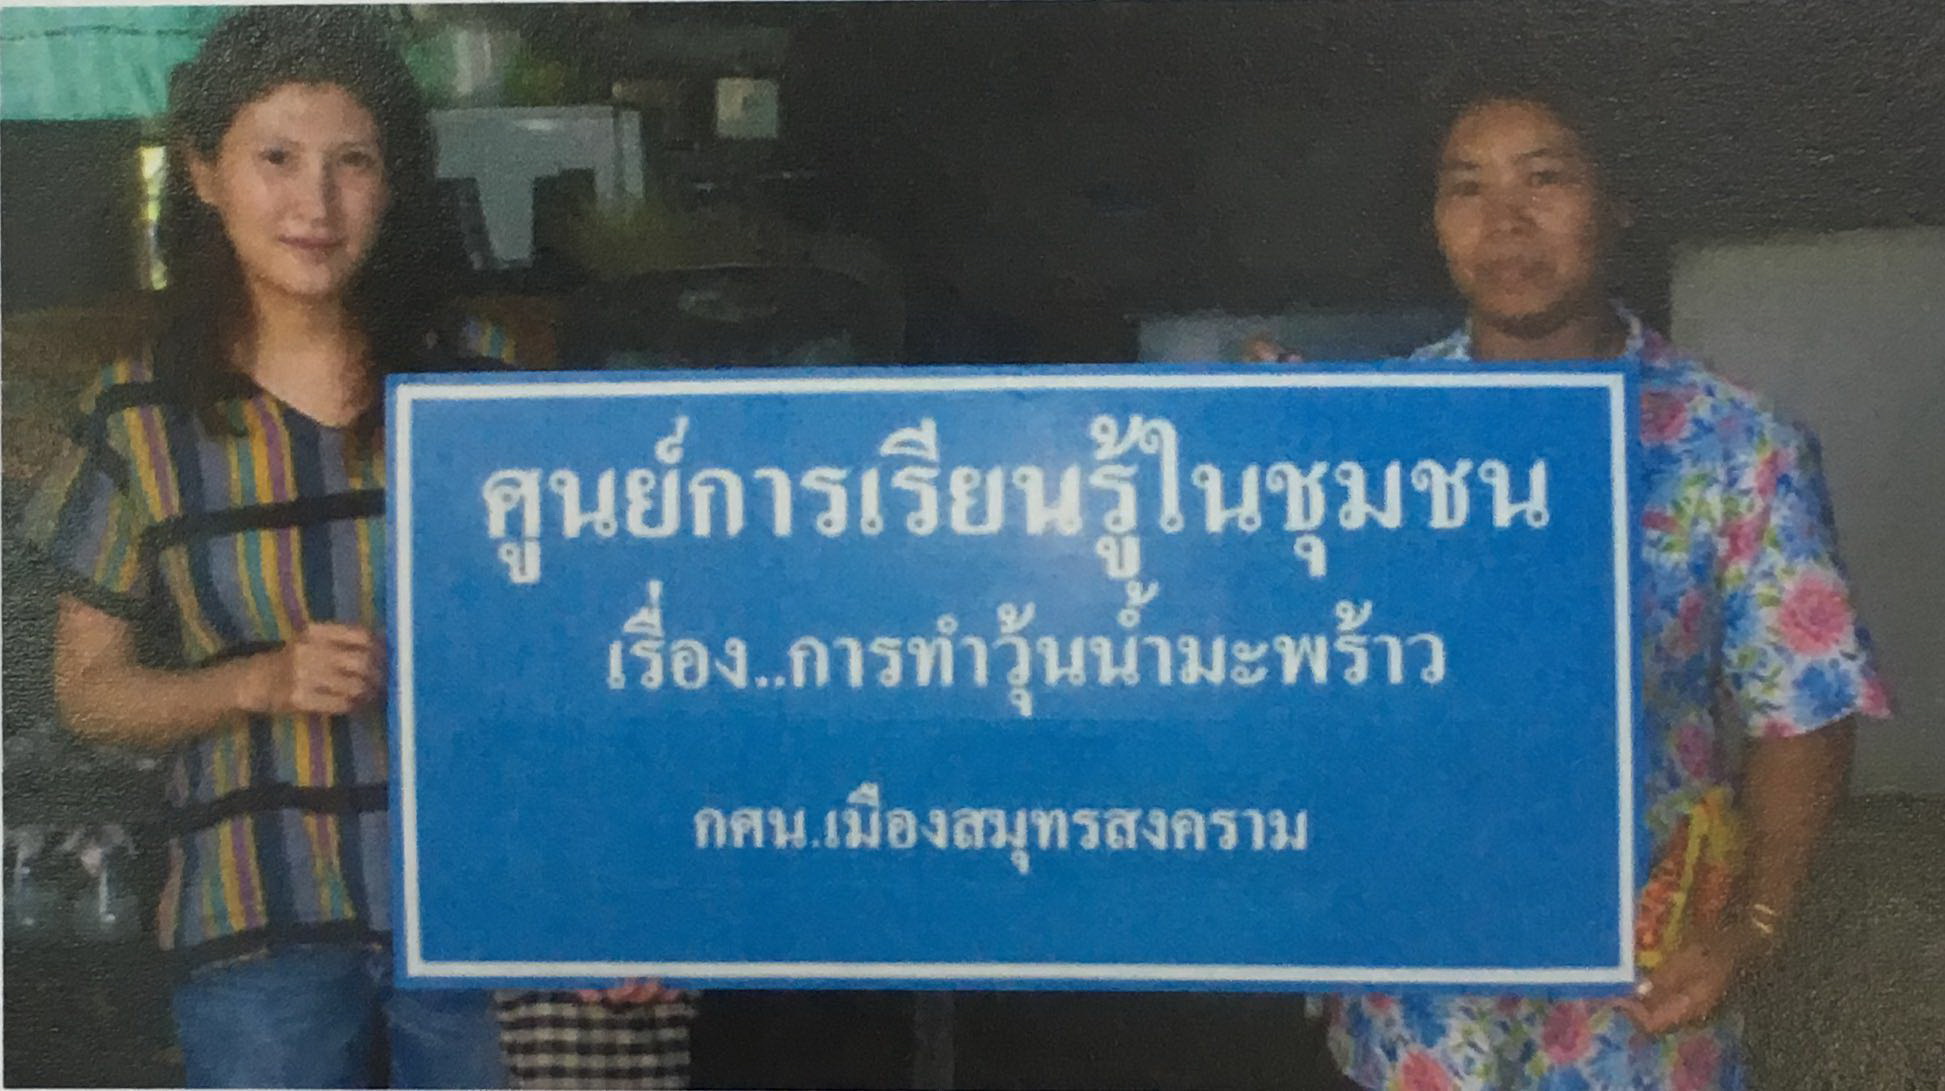 ศูนย์การเรียนรู้ในชุมชน
เรื่อง..การทำวุ้นน้ำมะพร้าว
กศน.เมืองสมุทรสงคราม